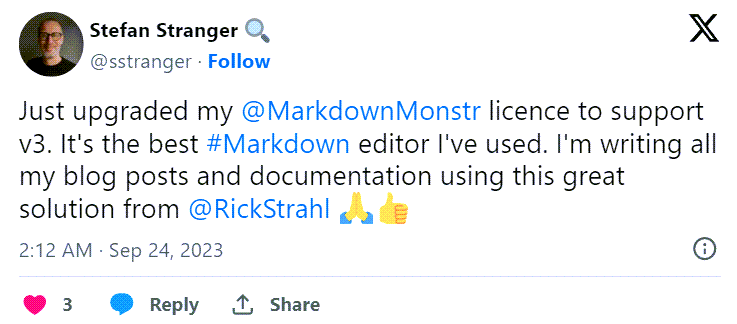 Stefan Stranger 🔍
@sstranger · Follow
Just upgraded my @MarkdownMonstr licence to support
v3. It's the best #Markdown editor I've used. I'm writing all
my blog posts and documentation using this great
solution from @RickStrahl 🙏👍
2:12 AM · Sep 24, 2023
3 Reply Share